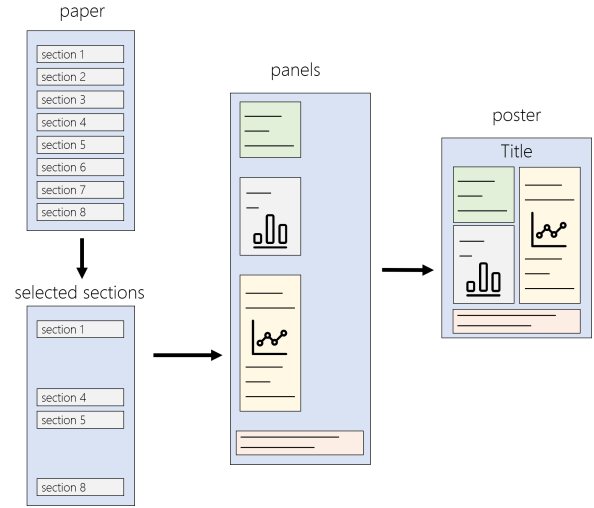 paper
section 1
section 2
section 3
section 4
section 5
section 6
section 7
section 8
selected sections
section 1
section 4
section 5
section 8
panels
poster
Title